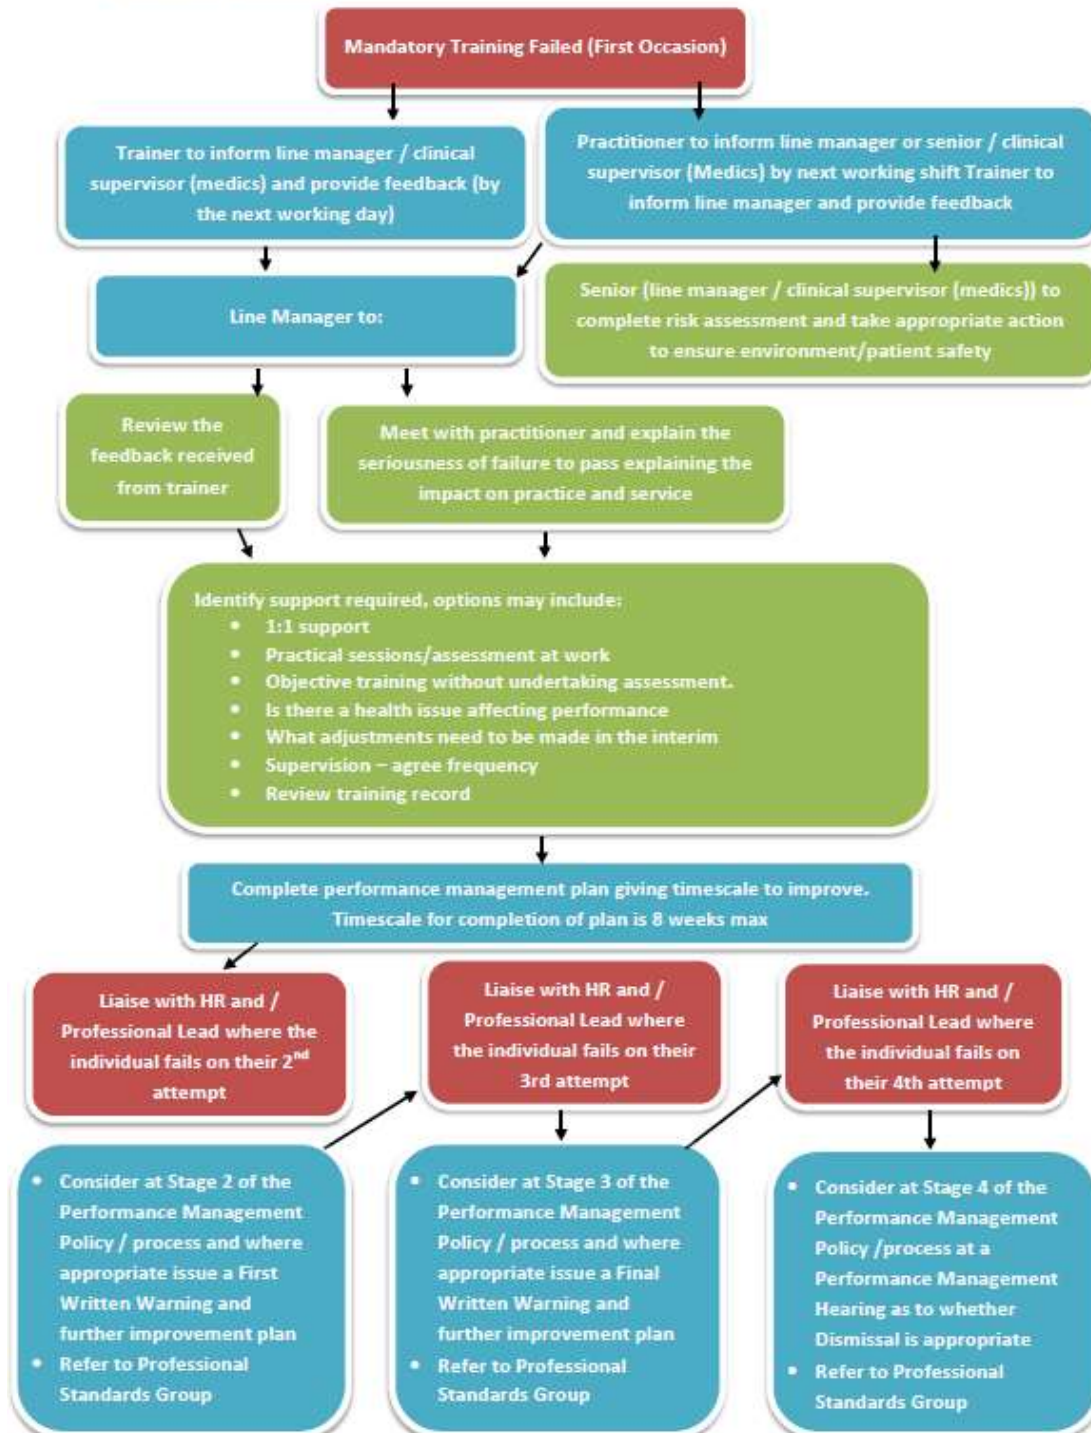 Mandatory Training Failed (First Occasion)
Trainer to inform line manager / clinical
supervisor (medics) and provide feedback (by
the next working day)
Practitioner to inform line manager or senior / clinical
supervisor (Medics) by next working shift Trainer to
inform line manager and provide feedback
Line Manager to:
Senior (line manager / clinical supervisor (medics)) to
complete risk assessment and take appropriate action
to ensure environment/patient safety
Review the
feedback received
from trainer
Meet with practitioner and explain the
seriousness of failure to pass explaining the
impact on practice and service
Identify support required, options may include:
• 1:1 support
• Practical sessions/assessment at work
• Objective training without undertaking assessment.
• Is there a health issue affecting performance
• What adjustments need to be made in the interim
• Supervision – agree frequency
• Review training record
Complete performance management plan giving timescale to improve.
Timescale for completion of plan is 8 weeks max
Liaise with HR and /
Professional Lead where the
individual fails on their 2nd
attempt
Liaise with HR and /
Professional Lead where
the individual fails on their
3rd attempt
Liaise with HR and /
Professional Lead where
the individual fails on
their 4th attempt
• Consider at Stage 2 of the
Performance Management
Policy / process and where
appropriate issue a First
Written Warning and
further improvement plan
• Refer to Professional
Standards Group
• Consider at Stage 3 of the
Performance Management
Policy / process and where
appropriate issue a Final
Written Warning and
further improvement plan
• Refer to Professional
Standards Group
• Consider at Stage 4 of the
Performance Management
Policy /process at a
Performance Management
Hearing as to whether
Dismissal is appropriate
• Refer to Professional
Standards Group